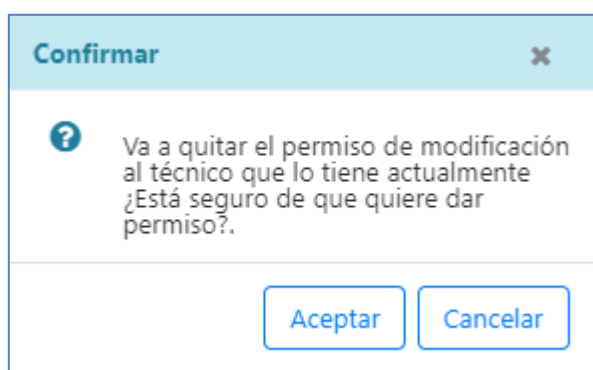 Confirmar
Va a quitar el permiso de modificación
al técnico que lo tiene actualmente
¿Está seguro de que quiere dar
permiso?.
Aceptar Cancelar